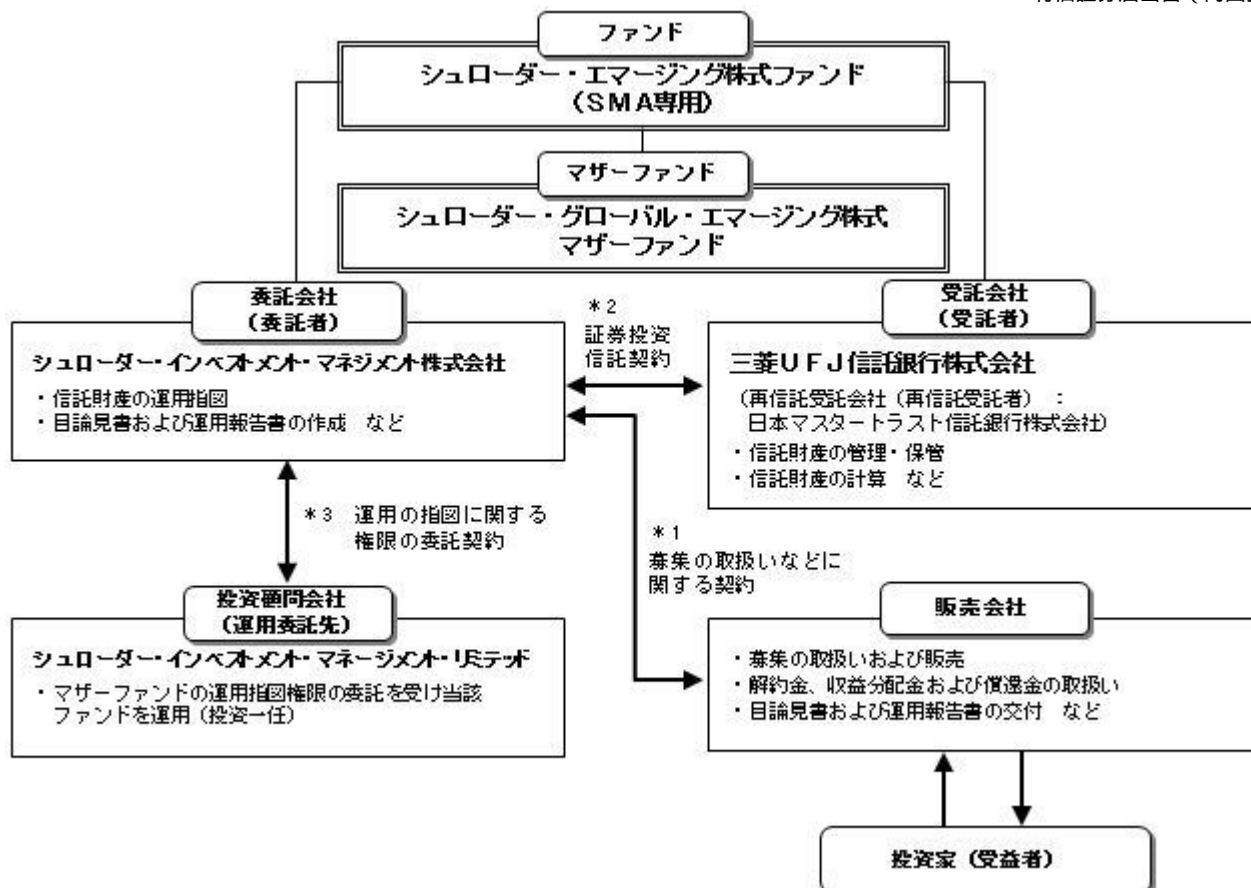 ファンド
シュローダー・エマージング株式ファンド
(SMA専用)
マザーファンド
シュローダー・グローバル・エマージング株式
マザーファンド
委託会社
(委託者)
シュローダー・インベストメント・マネジメント株式会社
・信託財産の運用指図
・目論見書および運用報告書の作成 など
*2
証券投資
信託契約
受託会社
(受託者)
三菱UFJ信託銀行株式会社
(再信託受託会社(再信託受託者) :
日本マスタートラスト信託銀行株式会社)
・信託財産の管理・保管
・信託財産の計算 など
*3 運用の指図に関する
権限の委託契約
*1
募集の取扱いなどに
関する契約
投資顧問会社
(運用委託先)
シュローダー・インベストメント・マネージメント・リミテッド
・マザーファンドの運用指図権限の委託を受け当該
ファンドを運用(投資一任)
販売会社
・募集の取扱いおよび販売
・解約金、収益分配金および償還金の取扱い
・目論見書および運用報告書の交付 など
投資家(受益者)